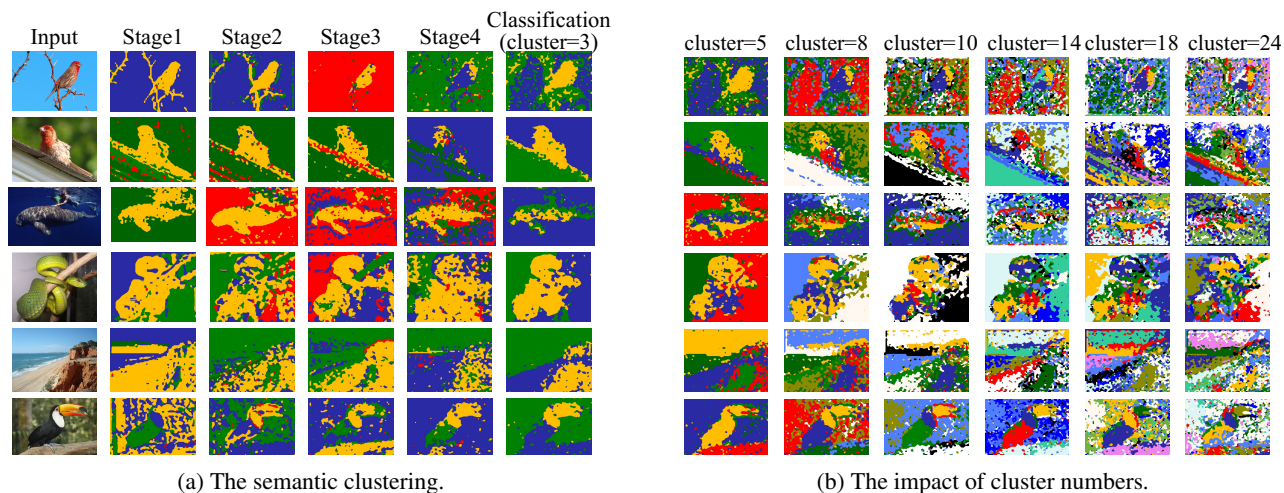 Input Stage1 Stage2 Stage3 Stage4 Classification
(cluster=3)
(a) The semantic clustering.
cluster=5 cluster=8 cluster=10 cluster=14 cluster=18 cluster=24
(b) The impact of cluster numbers.